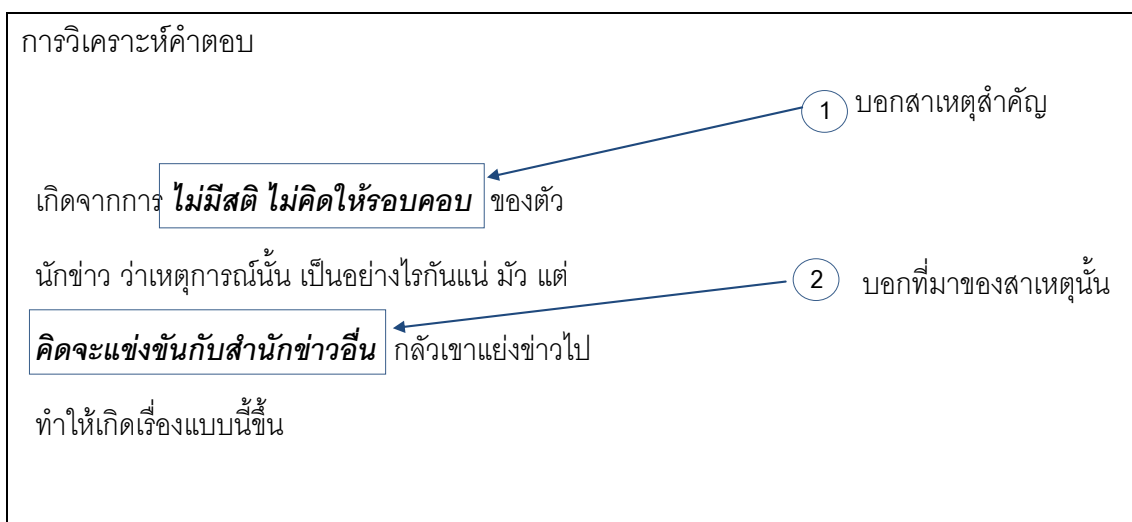 การวิเคราะห์คำตอบ
1 บอกสาเหตุสำคัญ
เกิดจากการ ไม่มีสติ ไม่คิดให้รอบคอบ ของตัว
นักข่าว ว่าเหตุการณ์นั้น เป็นอย่างไรกันแน่ มัว แต่
2 บอกที่มาของสาเหตุนั้น
คิดจะแข่งขันกับสำนักข่าวอื่น กลัวเขาแย่งข่าวไป
ทำให้เกิดเรื่องแบบนี้ขึ้น